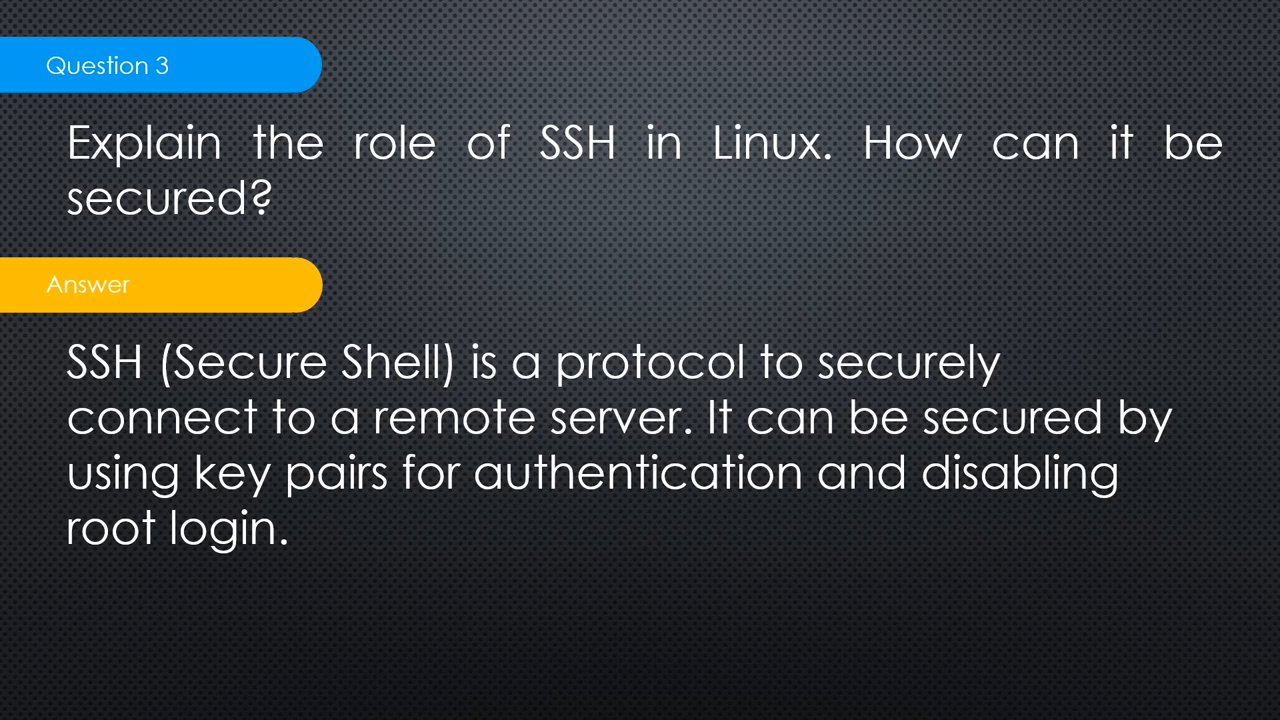 Question 3
Explain the role of SSH in Linux. How can it be
secured?
Answer
SSH (Secure Shell) is a protocol to securely
connect to a remote server. It can be secured by
using key pairs for authentication and disabling
root login.